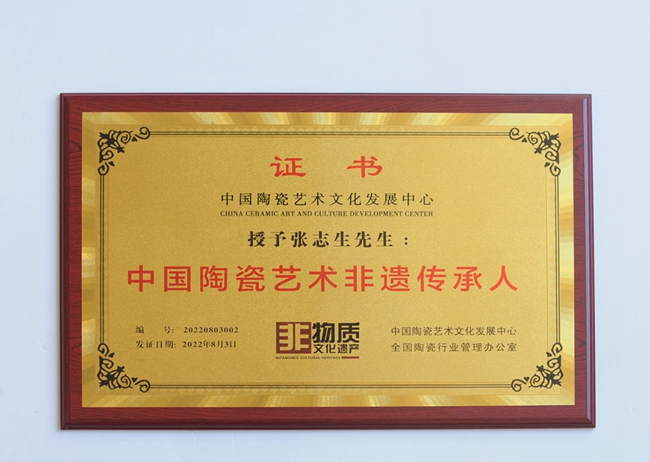 证 书
中国陶瓷艺术文化发展中心
CHINA CERAMIC ART AND CULTURE DEVELOPMENT CENTER
授予张志生先生：
中国陶瓷艺术非遗传承人
编 号: 20220803002
发证日期: 2022年8月3日
非物质
文化遗产
INTANGIBLE CULTURAL HERITAGE
中国陶瓷艺术文化发展中心
全国陶瓷行业管理办公室